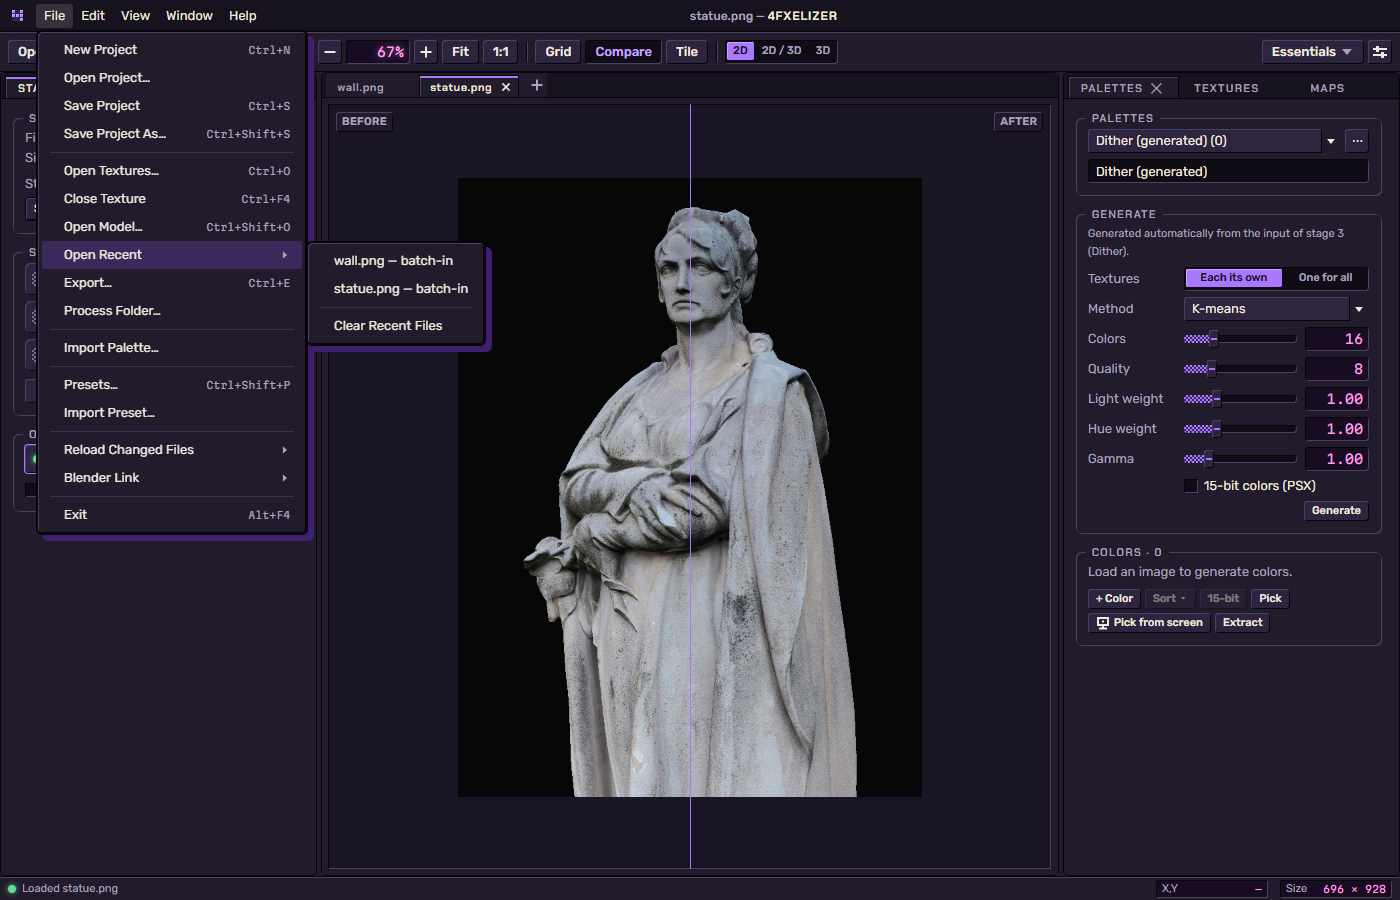 File Edit View Window Help
statue.png — 4FXELIZER
67% Fit 1:1 Grid Compare Tile 2D 2D / 3D 3D Essentials
New Project Ctrl+N
Open Project...
Save Project Ctrl+S
Save Project As... Ctrl+Shift+S
Open Textures... Ctrl+O
Close Texture Ctrl+F4
Open Model... Ctrl+Shift+O
Open Recent
Export... Ctrl+E
Process Folder...
Import Palette...
Presets... Ctrl+Shift+P
Import Preset...
Reload Changed Files
Blender Link
Exit Alt+F4
wall.png — batch-in
statue.png — batch-in
Clear Recent Files
wall.png statue.png
BEFORE AFTER
PALETTES TEXTURES MAPS
PALETTES
Dither (generated) (0)
Dither (generated)
GENERATE
Generated automatically from the input of stage 3
(Dither).
Textures Each its own One for all
Method K-means
Colors 16
Quality 8
Light weight 1.00
Hue weight 1.00
Gamma 1.00
15-bit colors (PSX)
Generate
COLORS · 0
Load an image to generate colors.
+ Color Sort 15-bit Pick
Pick from screen Extract
Loaded statue.png
X,Y — Size 696 × 928